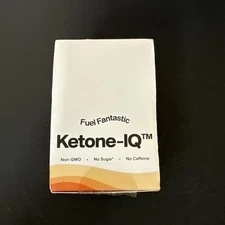 Fuel Fantastic
Ketone-IQ™
Non-GMO • No Sugar* • No Caffeine